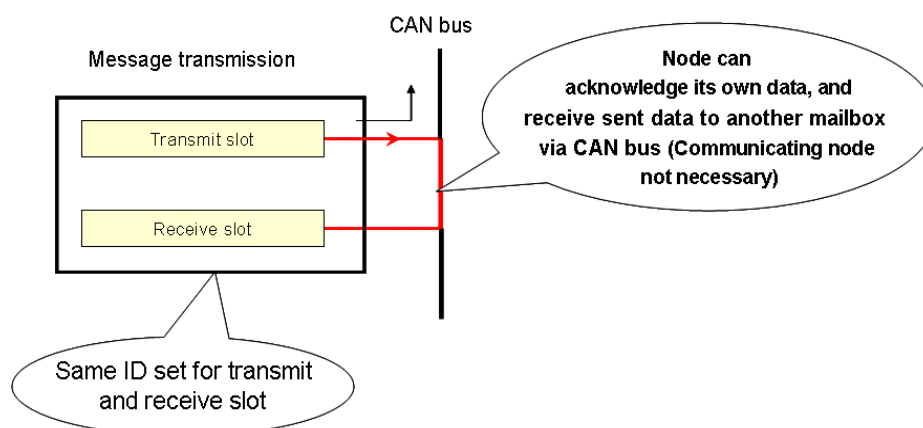 CAN bus
Message transmission
Transmit slot
Receive slot
Node can
acknowledge its own data, and
receive sent data to another mailbox
via CAN bus (Communicating node
not necessary)
Same ID set for transmit
and receive slot